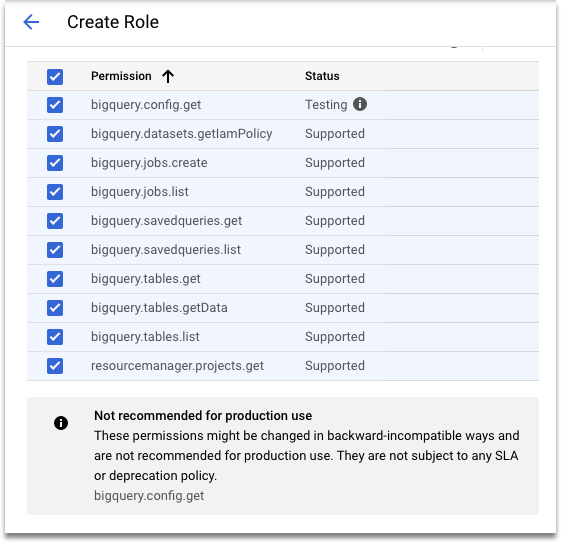 Create Role
Permission Status
bigquery.config.get Testing
bigquery.datasets.getIamPolicy Supported
bigquery.jobs.create Supported
bigquery.jobs.list Supported
bigquery.savedqueries.get Supported
bigquery.savedqueries.list Supported
bigquery.tables.get Supported
bigquery.tables.getData Supported
bigquery.tables.list Supported
resourcemanager.projects.get Supported
Not recommended for production use
These permissions might be changed in backward-incompatible ways and
are not recommended for production use. They are not subject to any SLA
or deprecation policy.
bigquery.config.get